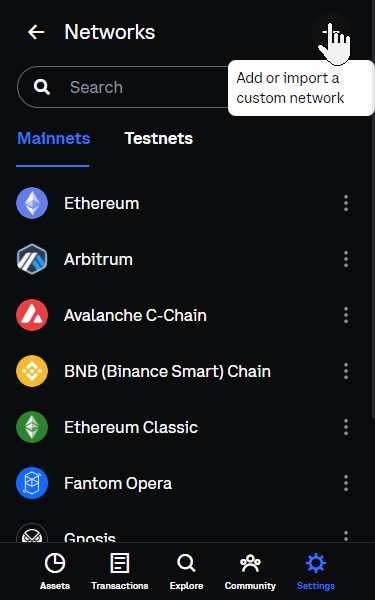 Networks
Search
Add or import a
custom network
Mainnets
Testnets
Ethereum
Arbitrum
Avalanche C-Chain
BNB (Binance Smart) Chain
Ethereum Classic
Fantom Opera
Gnosis
Assets
Transactions
Explore
Community
Settings